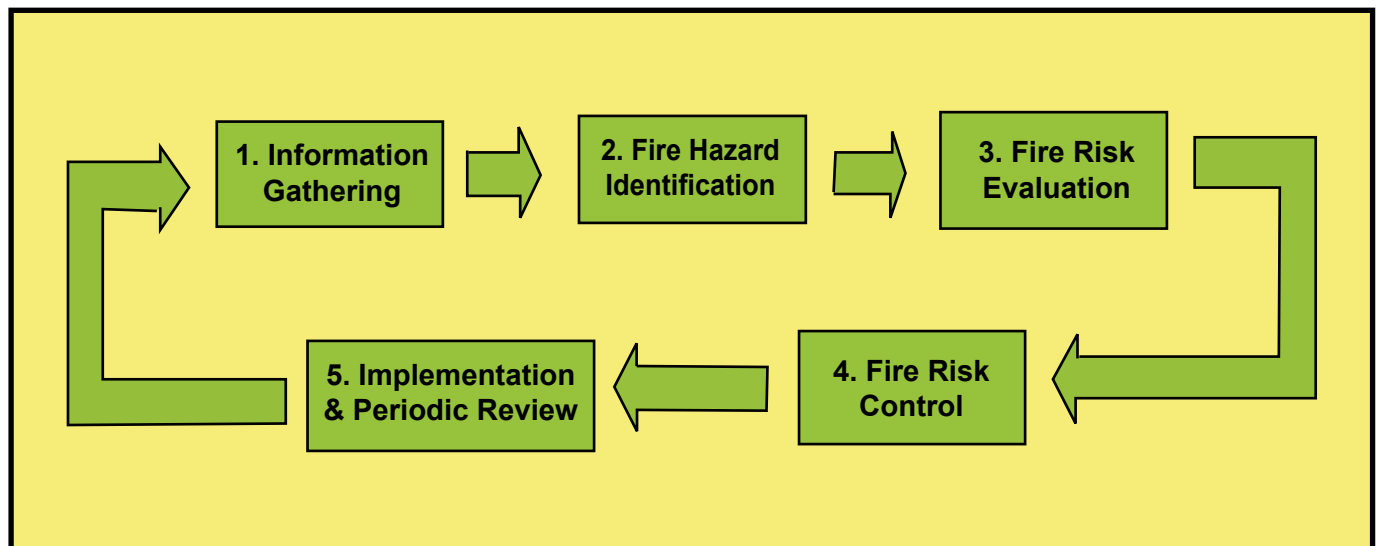 1. Information
Gathering
2. Fire Hazard
Identification
3. Fire Risk
Evaluation
4. Fire Risk
Control
5. Implementation
& Periodic Review